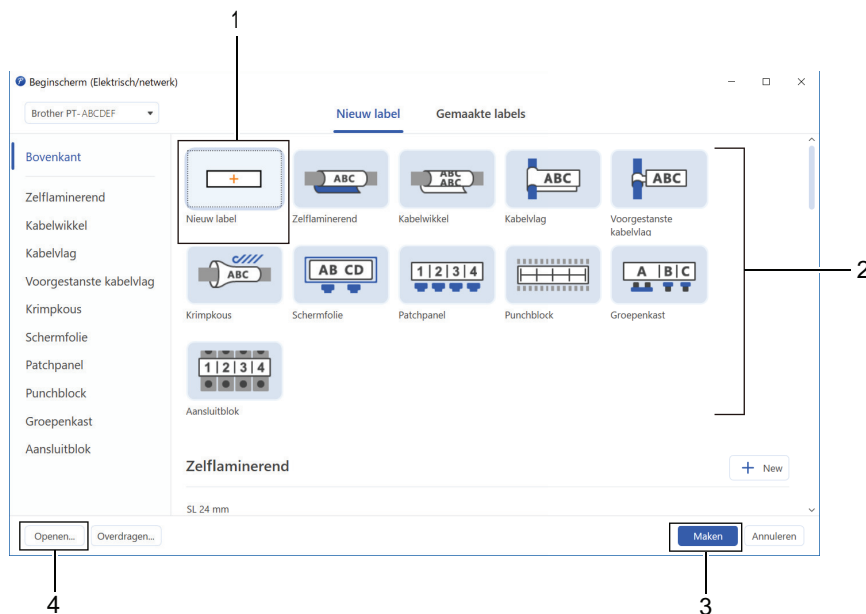 1
Beginscherm (Elektrisch/netwerk)
Brother PT-ABCDEF
Nieuw label
Gemaakte labels
Bovenkant
Zelflaminerend
Kabelwikkel
Kabelvlag
Voorgestanste kabelvlag
Krimpkous
Schermfolie
Patchpanel
Punchblock
Groepenkast
Aansluitblok
Nieuw label
ABC
Zelflaminerend
ABC
ABC
Kabelwikkel
ABC
Kabelvlag
ABC
Voorgestanste
kabelvlag
2
ABC
Krimpkous
AB CD
Schermfolie
1 2 3 4
Patchpanel
Punchblock
A B C
Groepenkast
1 2 3 4
Aansluitblok
Zelflaminerend
+ New
SL 24 mm
Openen...
Overdragen...
Maken
Annuleren
4
3